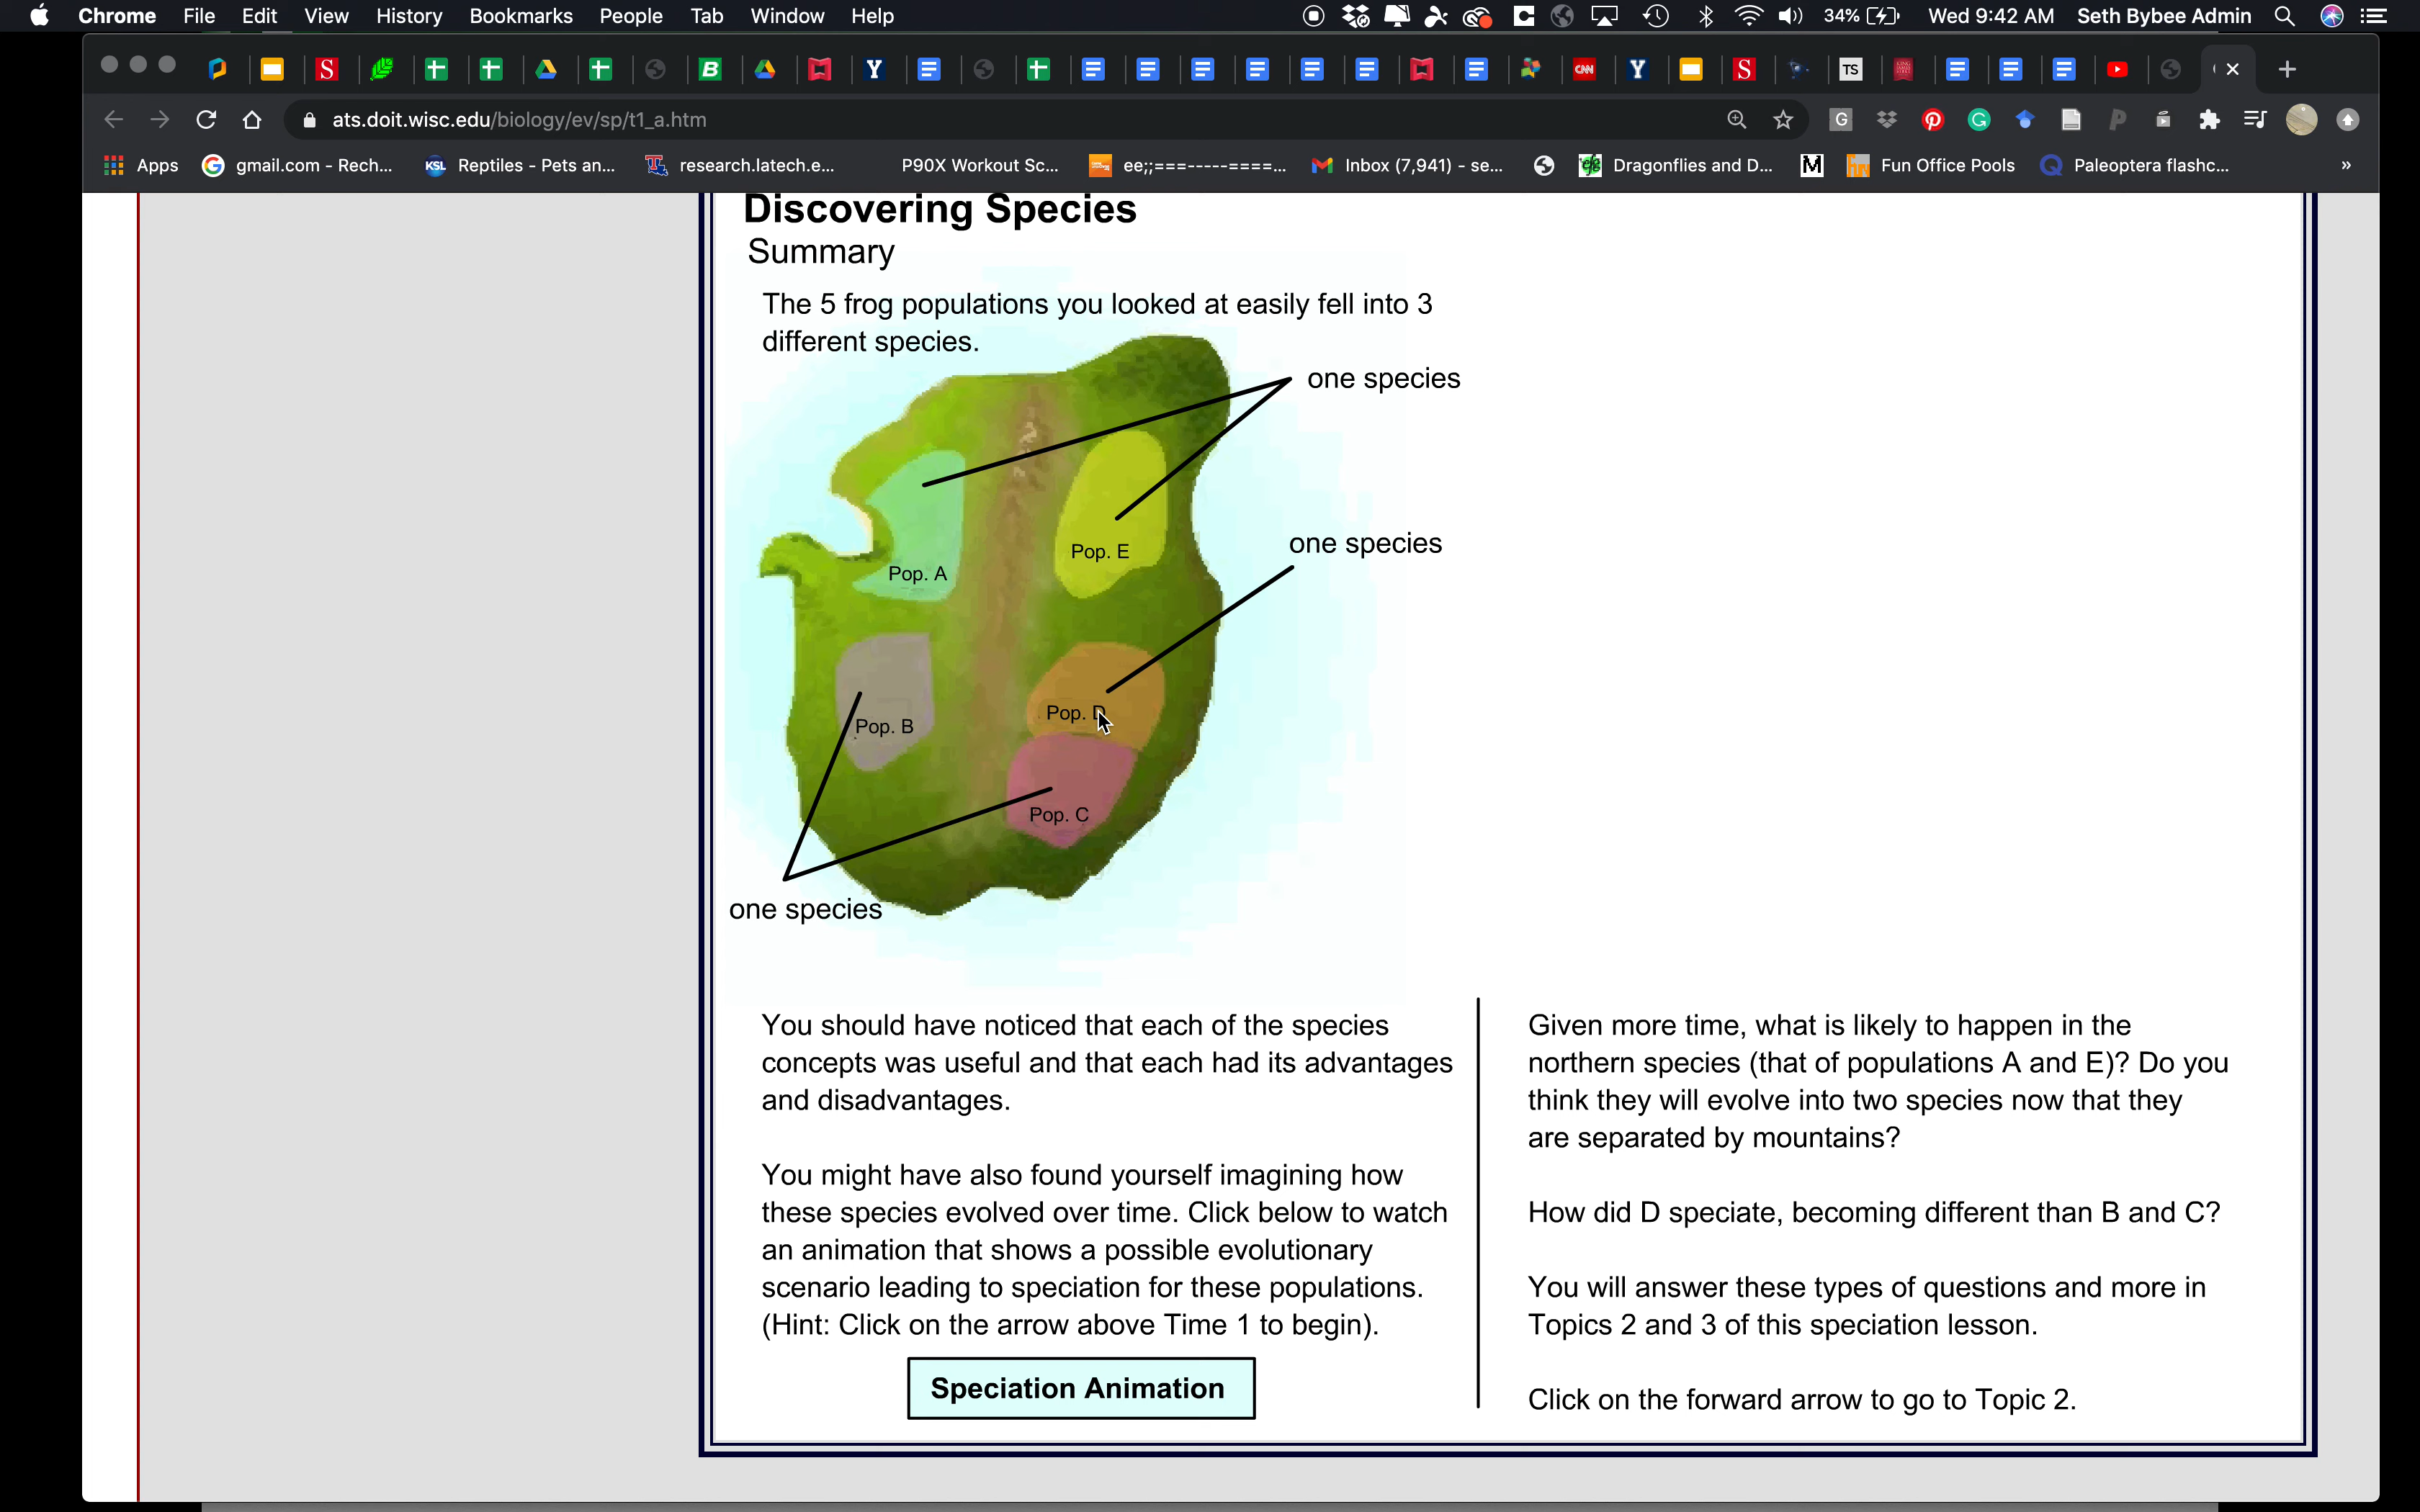 Chrome File Edit View History Bookmarks People Tab Window Help 34% Wed 9:42 AM Seth Bybee Admin
S B Y CNN Y S TS
ats.doit.wisc.edu/biology/ev/sp/t1_a.htm
Apps gmail.com - Rech... KSL Reptiles - Pets an... research.latech.e... P90X Workout Sc... ee;;===-----====... Inbox (7,941) - se... Dragonflies and D... M Fun Office Pools Paleoptera flashc... »
Discovering Species
Summary
The 5 frog populations you looked at easily fell into 3
different species.
one species
one species
Pop. E
Pop. A
Pop. D
Pop. B
Pop. C
one species
You should have noticed that each of the species
concepts was useful and that each had its advantages
and disadvantages.
You might have also found yourself imagining how
these species evolved over time. Click below to watch
an animation that shows a possible evolutionary
scenario leading to speciation for these populations.
(Hint: Click on the arrow above Time 1 to begin).
Speciation Animation
Given more time, what is likely to happen in the
northern species (that of populations A and E)? Do you
think they will evolve into two species now that they
are separated by mountains?
How did D speciate, becoming different than B and C?
You will answer these types of questions and more in
Topics 2 and 3 of this speciation lesson.
Click on the forward arrow to go to Topic 2.